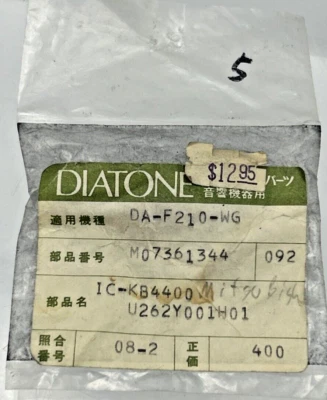 5
$12.95
DIATONE パーツ
音響機器用
適用機種 DA-F210-WG
部品番号 M07361344 092
部品名 IC-KB4400 Mitsubishi
U262Y001H01
照合番号 08-2 正価 400